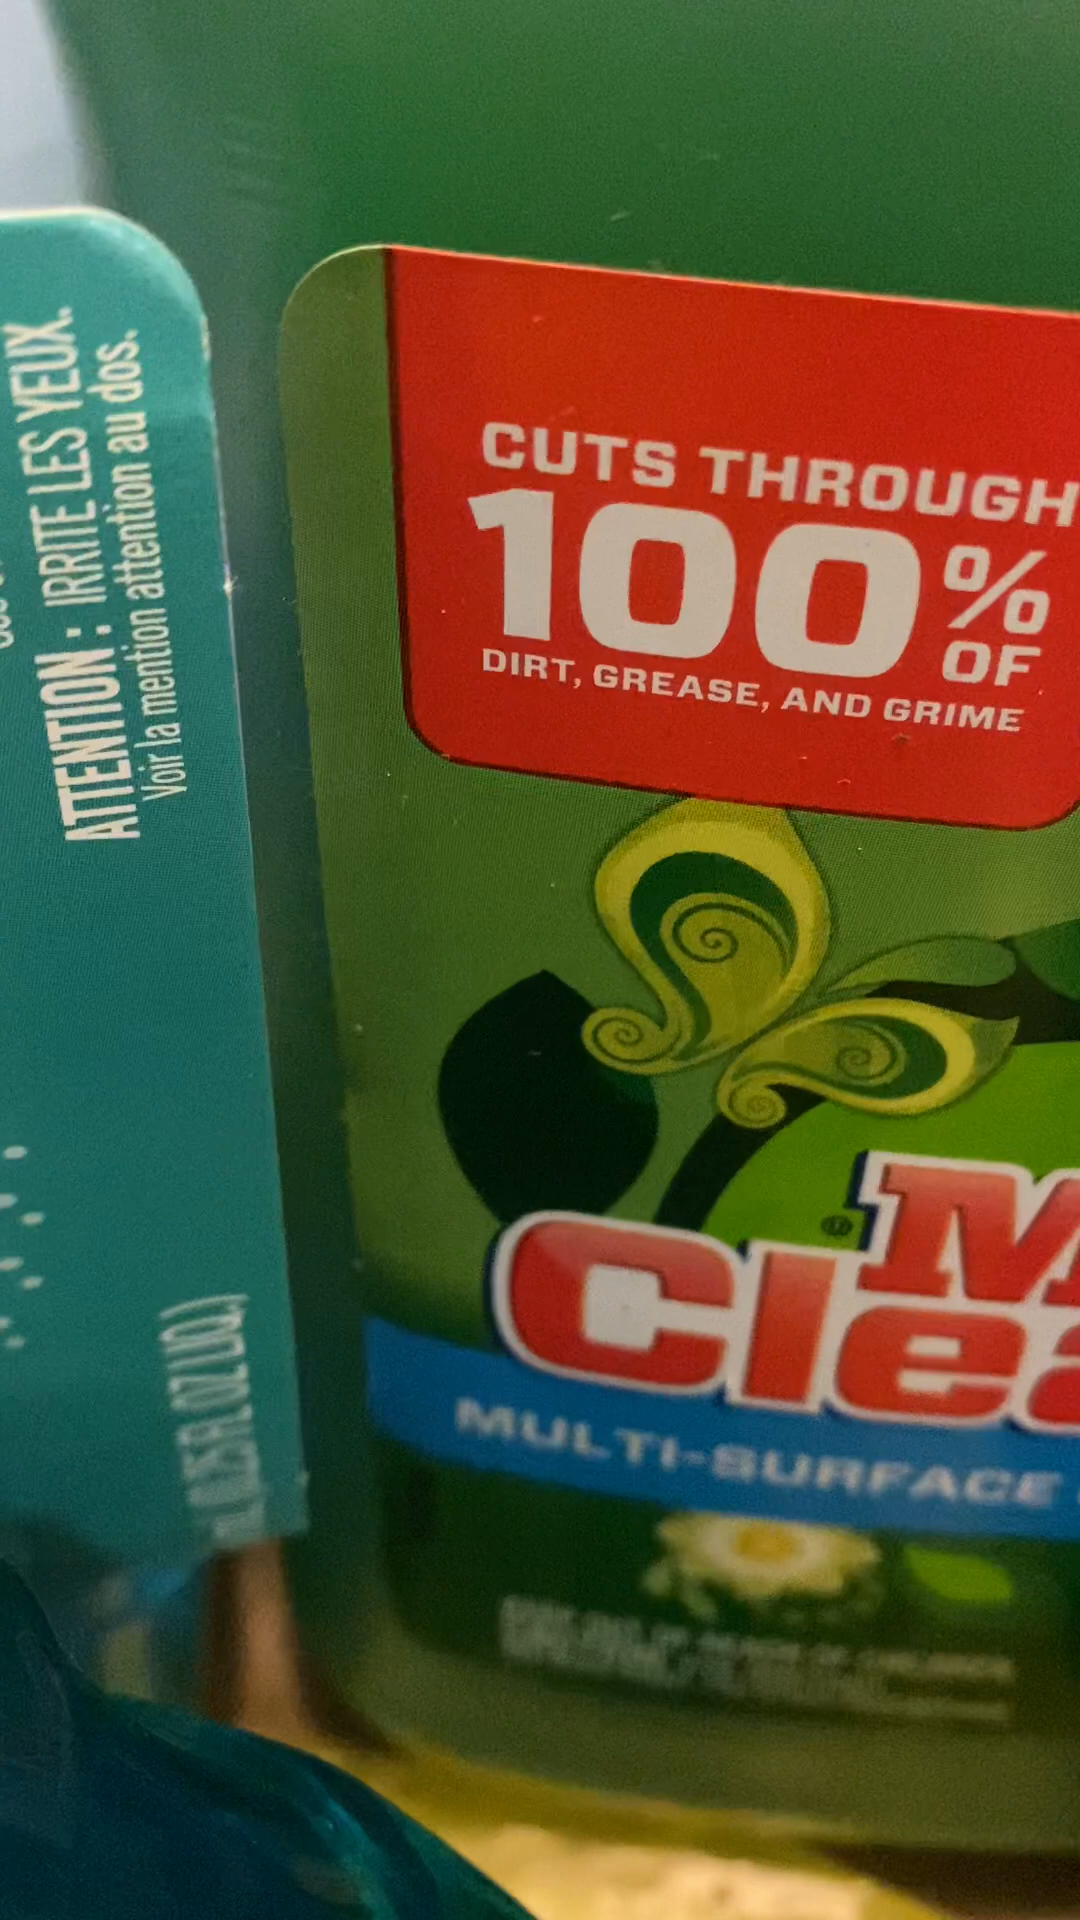 ATTENTION : IRRITE LES YEUX.
Voir la mention attention au dos.
CUTS THROUGH
100%
OF
DIRT, GREASE, AND GRIME
M
Clea
MULTI-SURFACE